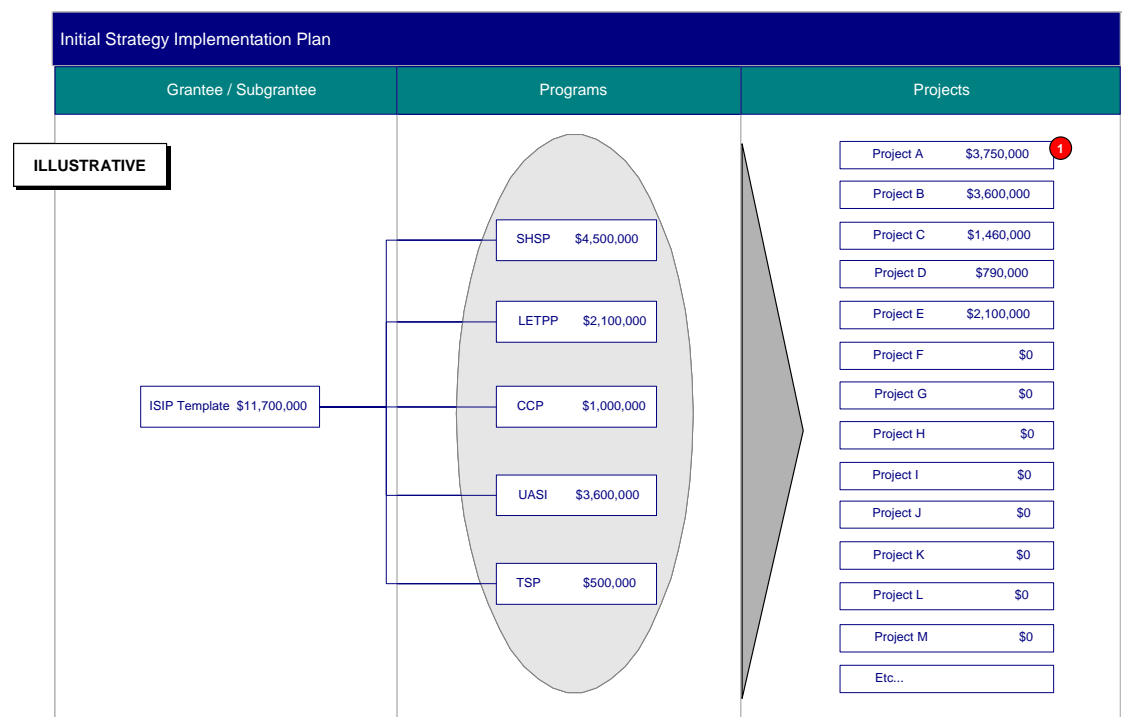 Initial Strategy Implementation Plan
Grantee / Subgrantee
Programs
Projects
ILLUSTRATIVE
ISIP Template $11,700,000
SHSP $4,500,000
LETPP $2,100,000
CCP $1,000,000
UASI $3,600,000
TSP $500,000
Project A $3,750,000
1
Project B $3,600,000
Project C $1,460,000
Project D $790,000
Project E $2,100,000
Project F $0
Project G $0
Project H $0
Project I $0
Project J $0
Project K $0
Project L $0
Project M $0
Etc...